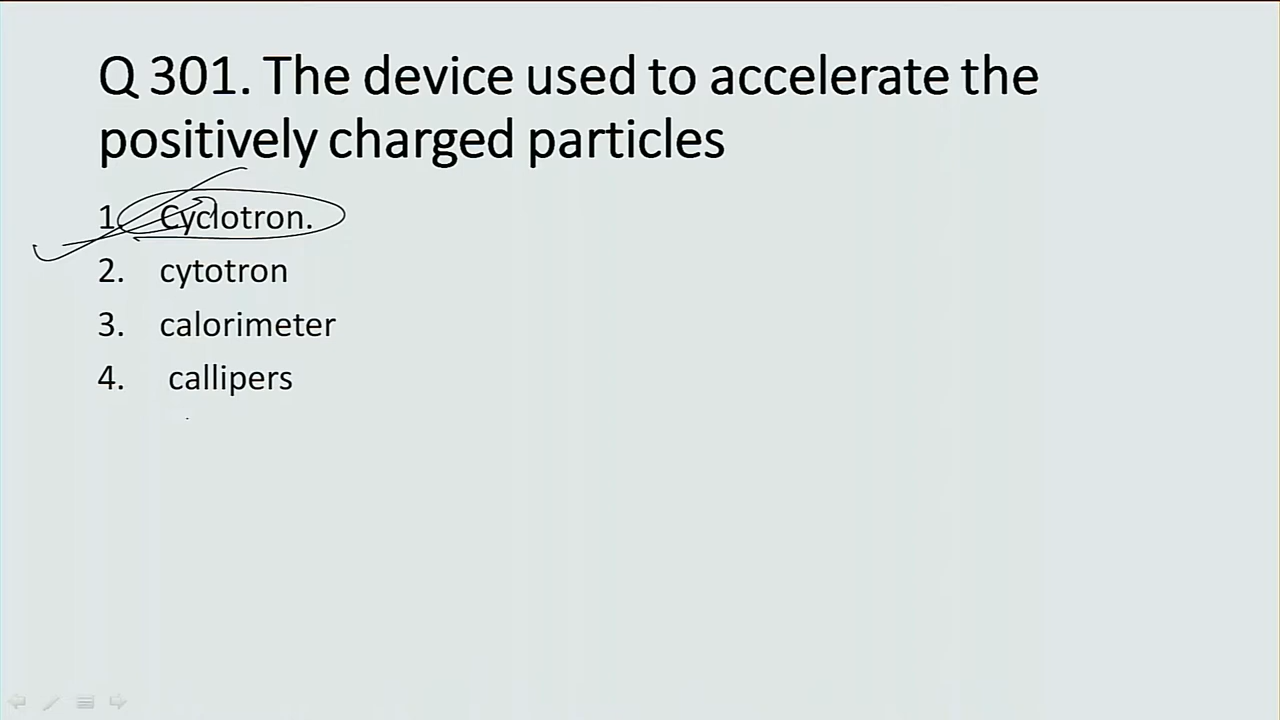 Q 301. The device used to accelerate the
positively charged particles
1. Cyclotron.
2. cytotron
3. calorimeter
4. callipers